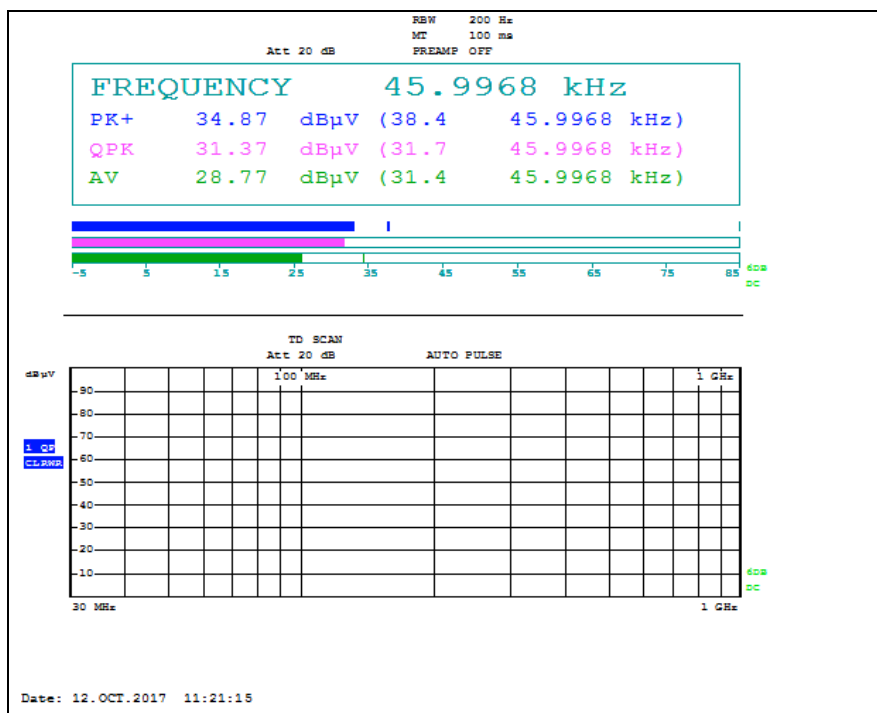 RBW 200 Hz
MT 100 ms
Att 20 dB PREAMP OFF
FREQUENCY 45.9968 kHz
PK+ 34.87 dBµV (38.4 45.9968 kHz)
QPK 31.37 dBµV (31.7 45.9968 kHz)
AV 28.77 dBµV (31.4 45.9968 kHz)
-5 5 15 25 35 45 55 65 75 85
6DB
DC
TD SCAN
Att 20 dB AUTO PULSE
dBµV
100 MHz 1 GHz
90
80
70
1 QP
CLRWR
60
50
40
30
20
10
6DB
DC
30 MHz 1 GHz
Date: 12.OCT.2017 11:21:15